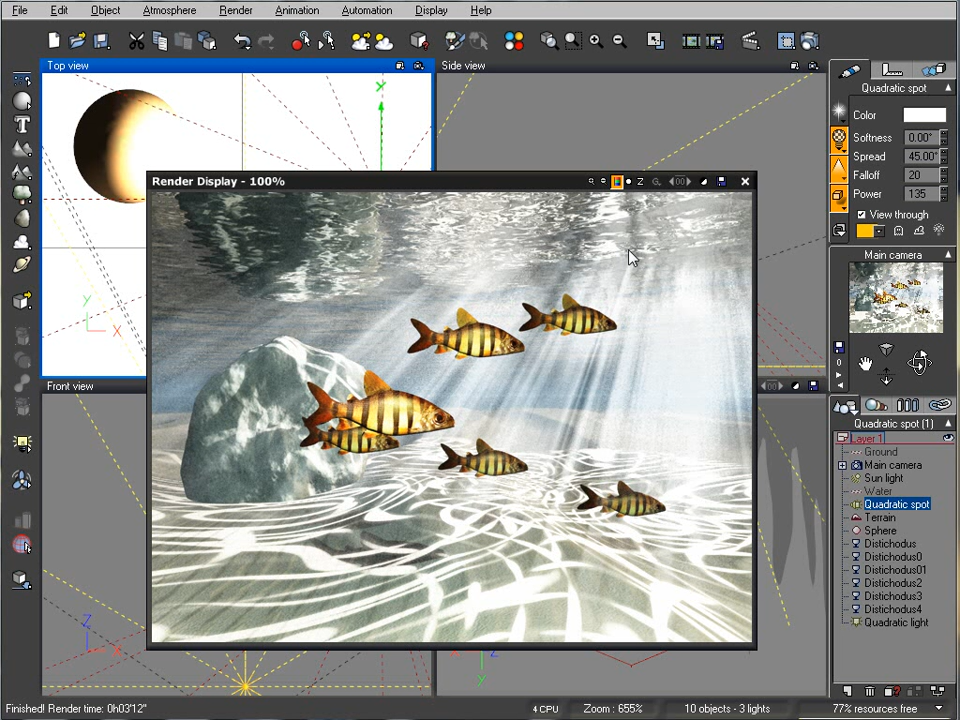 File Edit Object Atmosphere Render Animation Automation Display Help
Top view
Side view
Quadratic spot
Color
Softness 0.00°
Spread 45.00°
Falloff 20
Power 135
View through
Main camera
0
Render Display - 100%
Z G
Front view
X
Y
X
Z
X
Y
Quadratic spot (1)
Layer 1
Ground
Main camera
Sun light
Water
Quadratic spot
Terrain
Sphere
Distichodus
Distichodus0
Distichodus01
Distichodus2
Distichodus3
Distichodus4
Quadratic light
Finished! Render time: 0h03'12" 4 CPU Zoom : 655% 10 objects - 3 lights 77% resources free